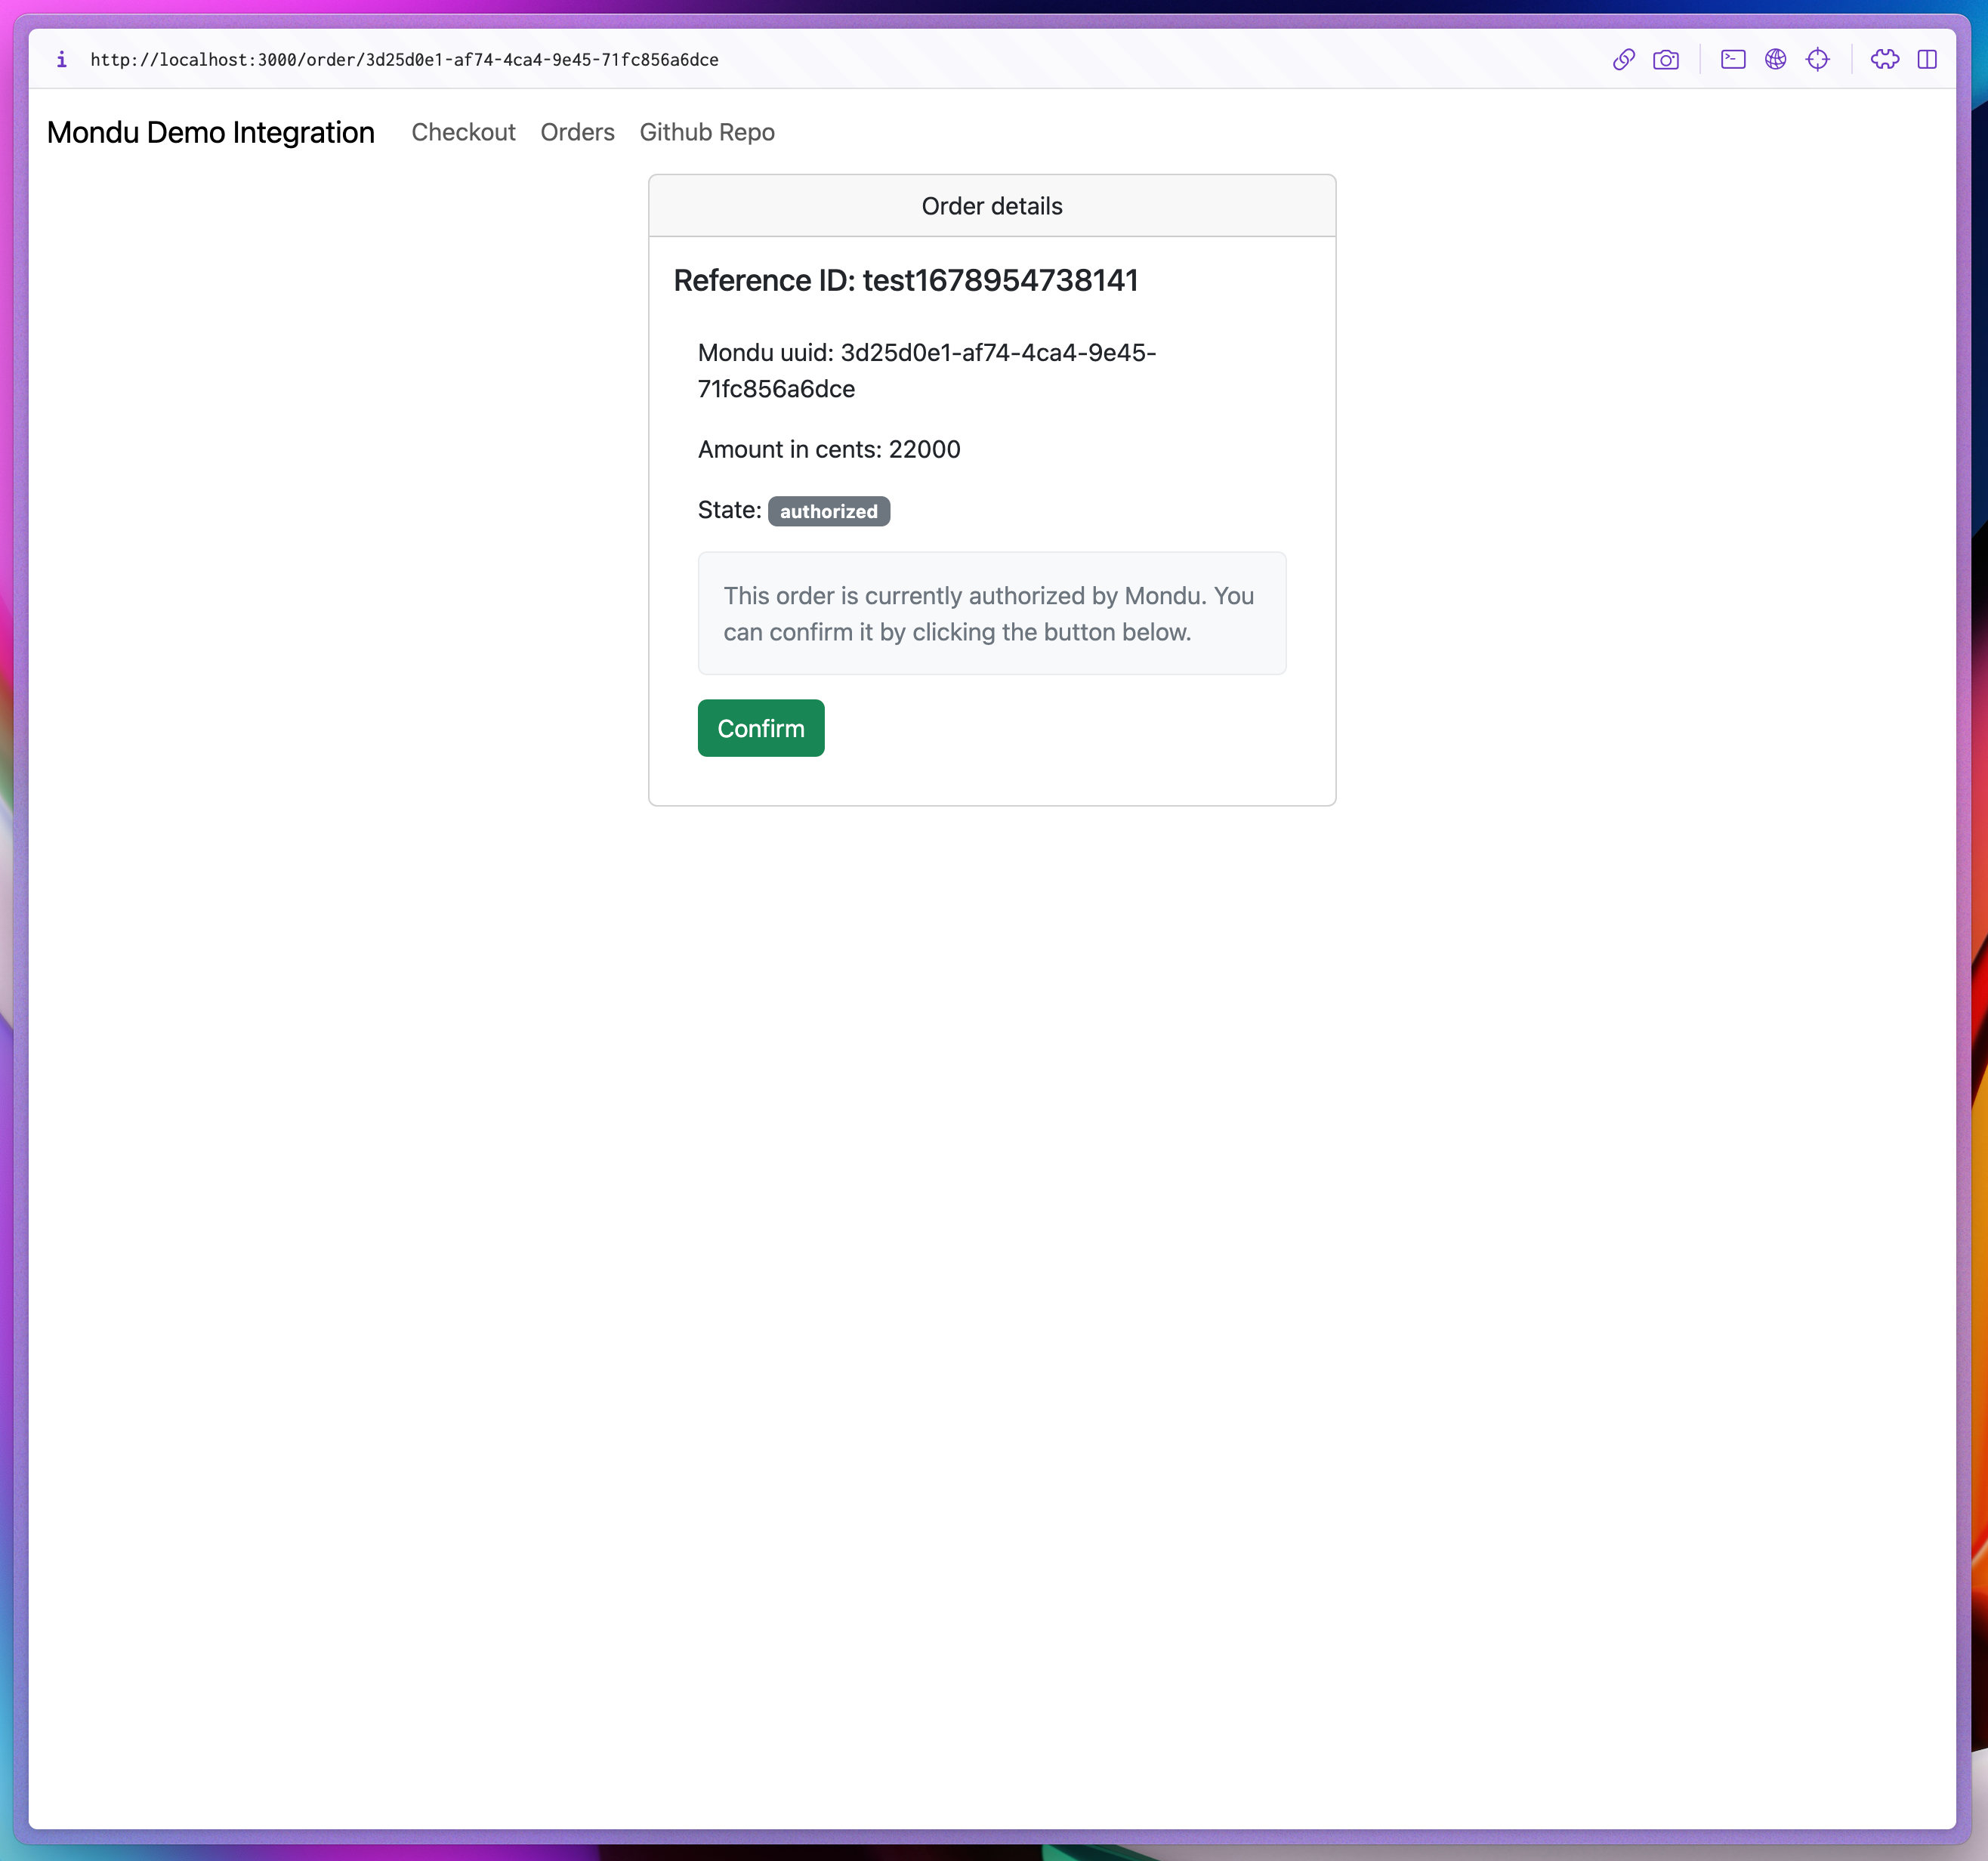 i http://localhost:3000/order/3d25d0e1-af74-4ca4-9e45-71fc856a6dce
Mondu Demo Integration Checkout Orders Github Repo
Order details
Reference ID: test1678954738141
Mondu uuid: 3d25d0e1-af74-4ca4-9e45-
71fc856a6dce
Amount in cents: 22000
State: authorized
This order is currently authorized by Mondu. You
can confirm it by clicking the button below.
Confirm